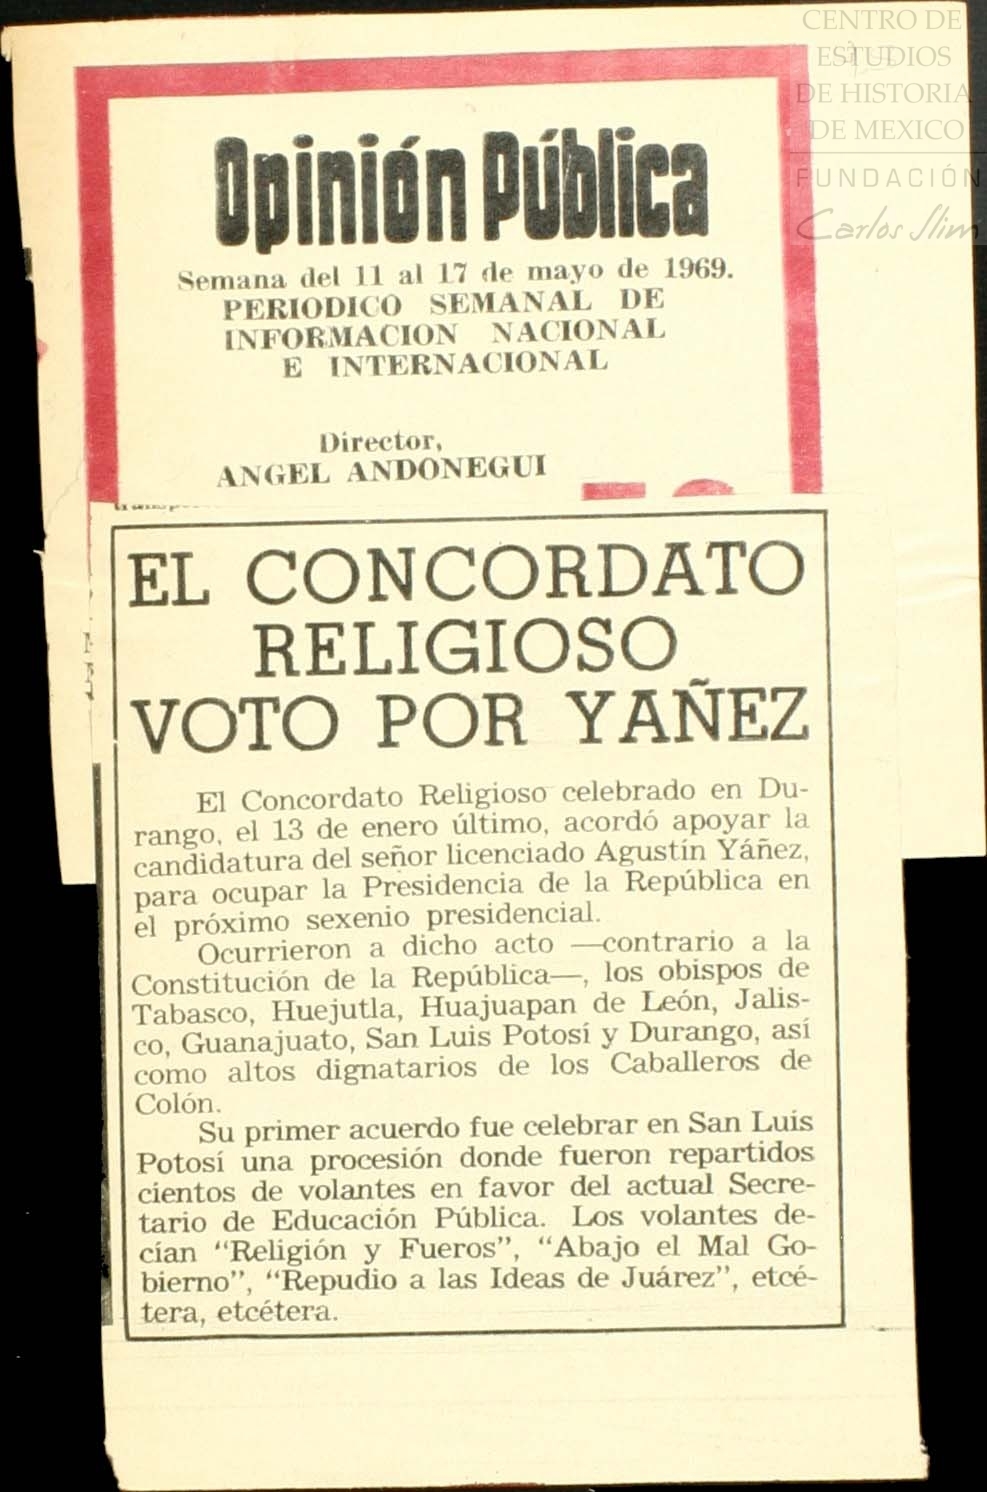 CENTRO DE
ESTUDIOS
DE HISTORIA
DE MEXICO
FUNDACIÓN
Carlos Slim
Opinión Pública
Semana del 11 al 17 de mayo de 1969.
PERIODICO SEMANAL DE
INFORMACION NACIONAL
E INTERNACIONAL
Director,
ANGEL ANDONEGUI
EL CONCORDATO
RELIGIOSO
VOTO POR YAÑEZ
El Concordato Religioso celebrado en Du-
rango, el 13 de enero último, acordó apoyar la
candidatura del señor licenciado Agustín Yáñez,
para ocupar la Presidencia de la República en
el próximo sexenio presidencial.
Ocurrieron a dicho acto —contrario a la
Constitución de la República—, los obispos de
Tabasco, Huejutla, Huajuapan de León, Jalis-
co, Guanajuato, San Luis Potosí y Durango, así
como altos dignatarios de los Caballeros de
Colón.
Su primer acuerdo fue celebrar en San Luis
Potosí una procesión donde fueron repartidos
cientos de volantes en favor del actual Secre-
tario de Educación Pública. Los volantes de-
cían “Religión y Fueros”, “Abajo el Mal Go-
bierno”, “Repudio a las Ideas de Juárez”, etcé-
tera, etcétera.